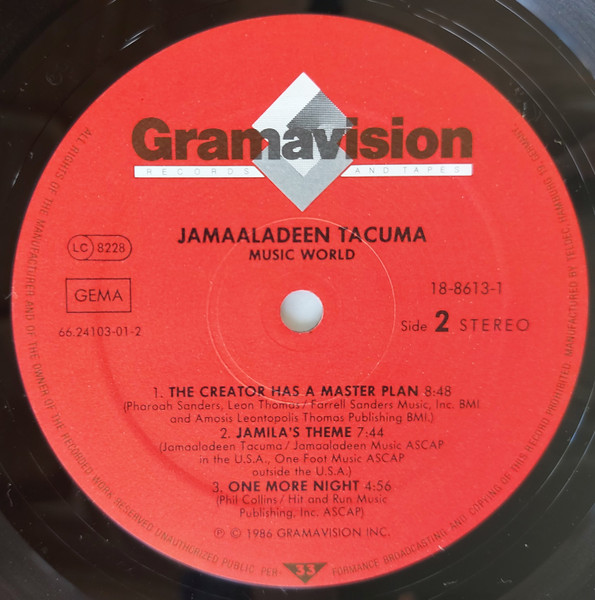 Gramavision
RECORDS AND TAPES
JAMAALADEEN TACUMA
MUSIC WORLD
LC 8228
18-8613-1
GEMA
Side 2 STEREO
66.24103-01-2
1. THE CREATOR HAS A MASTER PLAN 8:48
(Pharoah Sanders, Leon Thomas/Farrell Sanders Music, Inc. BMI
and Amosis Leontopolis Thomas Publishing BMI.)
2. JAMILA'S THEME 7:44
(Jamaaladeen Tacuma/Jamaaladeen Music ASCAP
in the U.S.A., One Foot Music ASCAP
outside the U.S.A.)
3. ONE MORE NIGHT 4:56
(Phil Collins/Hit and Run Music
Publishing, Inc. ASCAP)
Ⓟ © 1986 GRAMAVISION INC.
ALL RIGHTS OF THE MANUFACTURER AND OF THE OWNER OF THE RECORDED WORK RESERVED UNAUTHORIZED PUBLIC PER-
33
FORMANCE BROADCASTING AND COPYING OF THIS RECORD PROHIBITED MANUFACTURED BY TELDEC, HAMBURG
GERMANY